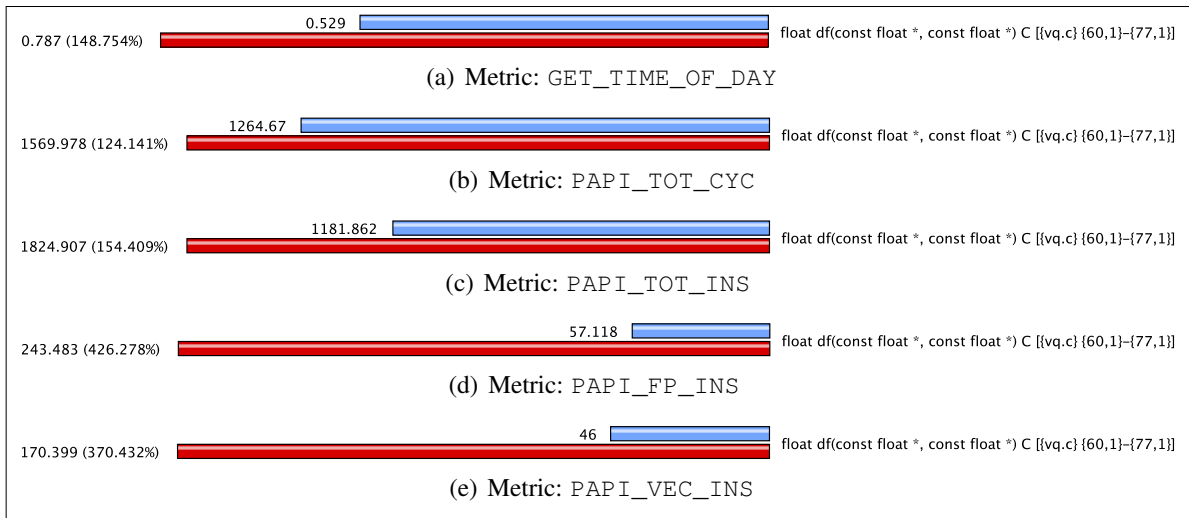 0.529
float df(const float *, const float *) C [{vq.c} {60,1}-{77,1}]
0.787 (148.754%)
(a) Metric: GET_TIME_OF_DAY
1264.67
float df(const float *, const float *) C [{vq.c} {60,1}-{77,1}]
1569.978 (124.141%)
(b) Metric: PAPI_TOT_CYC
1181.862
float df(const float *, const float *) C [{vq.c} {60,1}-{77,1}]
1824.907 (154.409%)
(c) Metric: PAPI_TOT_INS
57.118
float df(const float *, const float *) C [{vq.c} {60,1}-{77,1}]
243.483 (426.278%)
(d) Metric: PAPI_FP_INS
46
float df(const float *, const float *) C [{vq.c} {60,1}-{77,1}]
170.399 (370.432%)
(e) Metric: PAPI_VEC_INS